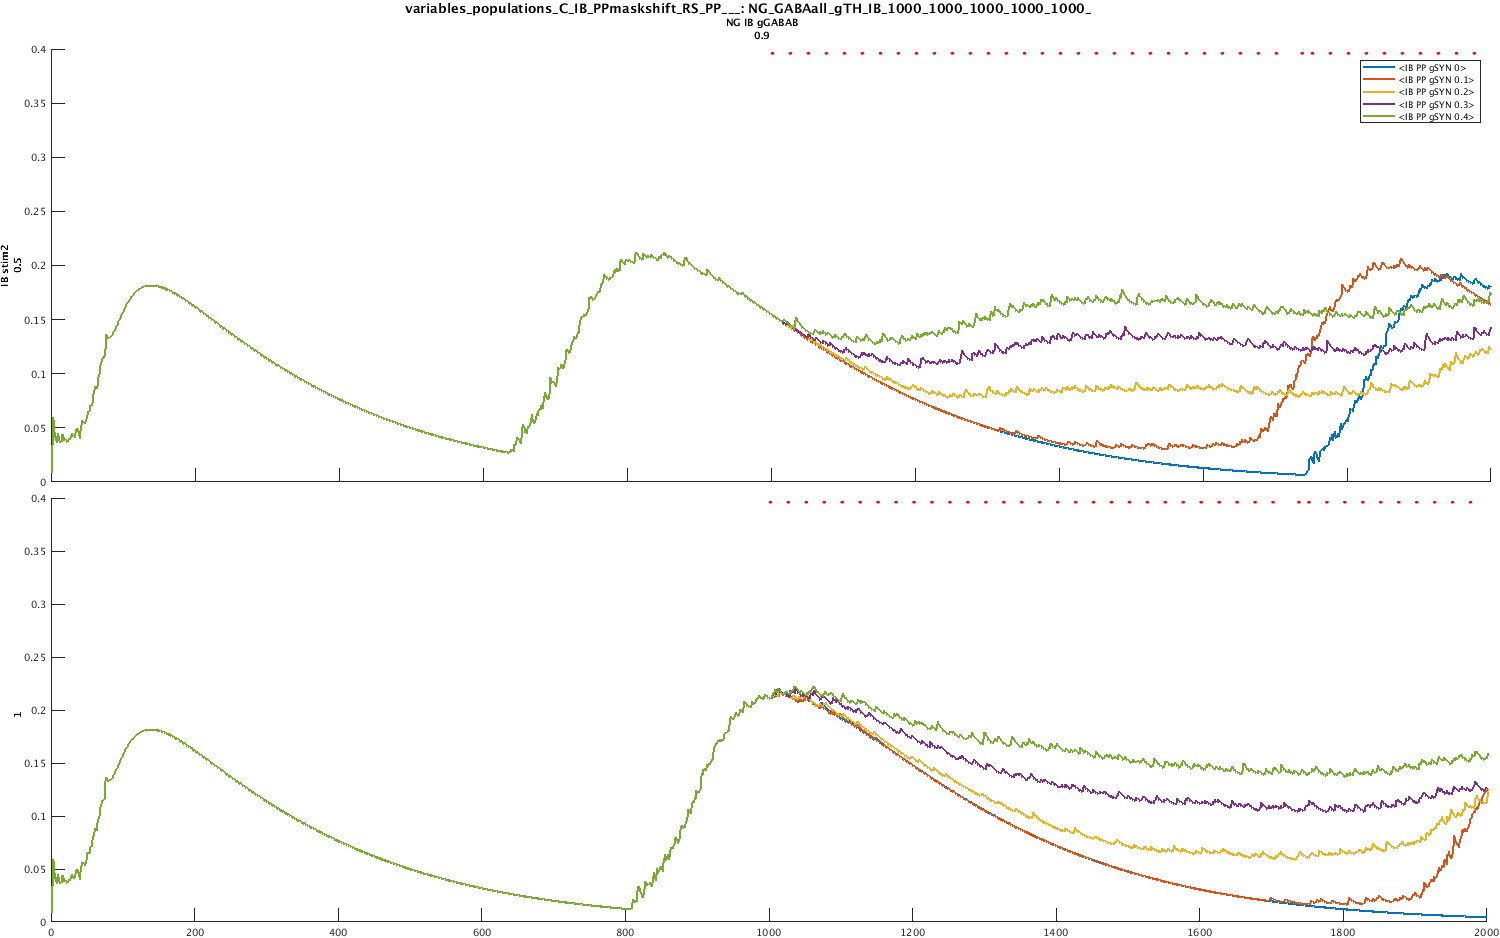 variables_populations_C_IB_PPmaskshift_RS_PP___: NG_GABAall_gTH_IB_1000_1000_1000_1000_1000_
NG IB gGABAB
0.9
IB stim2
0.5
0.4
0.35
0.3
0.25
0.2
0.15
0.1
0.05
0
<IB PP gSYN 0>
<IB PP gSYN 0.1>
<IB PP gSYN 0.2>
<IB PP gSYN 0.3>
<IB PP gSYN 0.4>
1
0.4
0.35
0.3
0.25
0.2
0.15
0.1
0.05
0
0 200 400 600 800 1000 1200 1400 1600 1800 2000